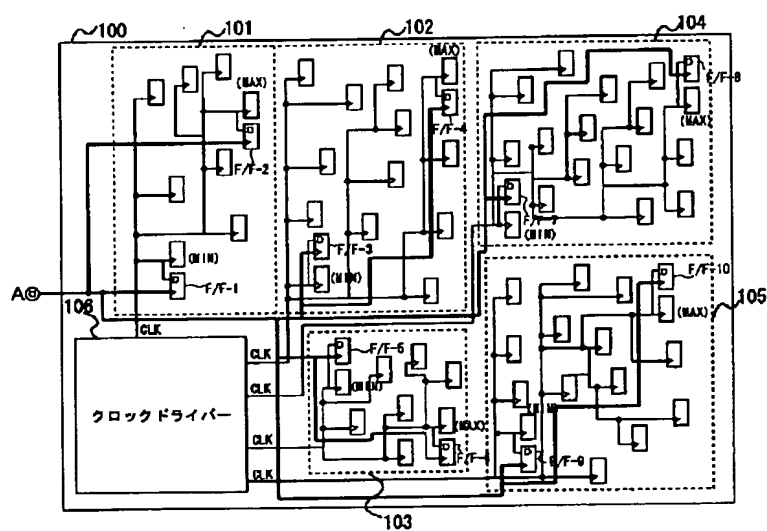 100
101
102
104
(MAX)
(MAX)
F/F-2
F/F-4
F/F-8
(MAX)
F/F-3
F/F-7
(MIN)
(MIN)
(MIN)
A
F/F-1
106
CLK
F/F-10
(MAX)
105
F/F-5
CLK
(MIN)
CLK
クロックドライバー
(MAX)
(MIN)
CLK
F/F-9
CLK
103